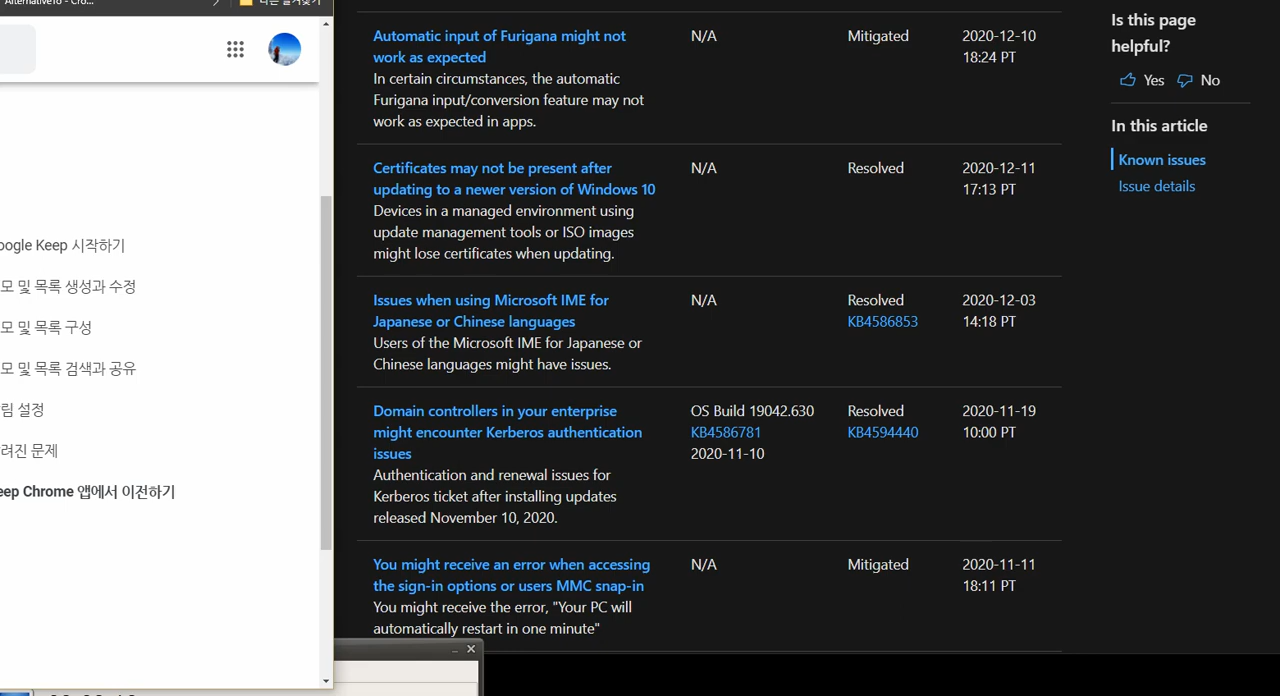 AlternativeTo - Cro...
다른 즐겨찾기
oogle Keep 시작하기
모 및 목록 생성과 수정
모 및 목록 구성
모 및 목록 검색과 공유
림 설정
려진 문제
eep Chrome 앱에서 이전하기
Automatic input of Furigana might not
work as expected
In certain circumstances, the automatic
Furigana input/conversion feature may not
work as expected in apps.
N/A
Mitigated
2020-12-10
18:24 PT
Certificates may not be present after
updating to a newer version of Windows 10
Devices in a managed environment using
update management tools or ISO images
might lose certificates when updating.
N/A
Resolved
2020-12-11
17:13 PT
Issues when using Microsoft IME for
Japanese or Chinese languages
Users of the Microsoft IME for Japanese or
Chinese languages might have issues.
N/A
Resolved
KB4586853
2020-12-03
14:18 PT
Domain controllers in your enterprise
might encounter Kerberos authentication
issues
Authentication and renewal issues for
Kerberos ticket after installing updates
released November 10, 2020.
OS Build 19042.630
KB4586781
2020-11-10
Resolved
KB4594440
2020-11-19
10:00 PT
You might receive an error when accessing
the sign-in options or users MMC snap-in
You might receive the error, "Your PC will
automatically restart in one minute"
N/A
Mitigated
2020-11-11
18:11 PT
Is this page
helpful?
Yes No
In this article
Known issues
Issue details